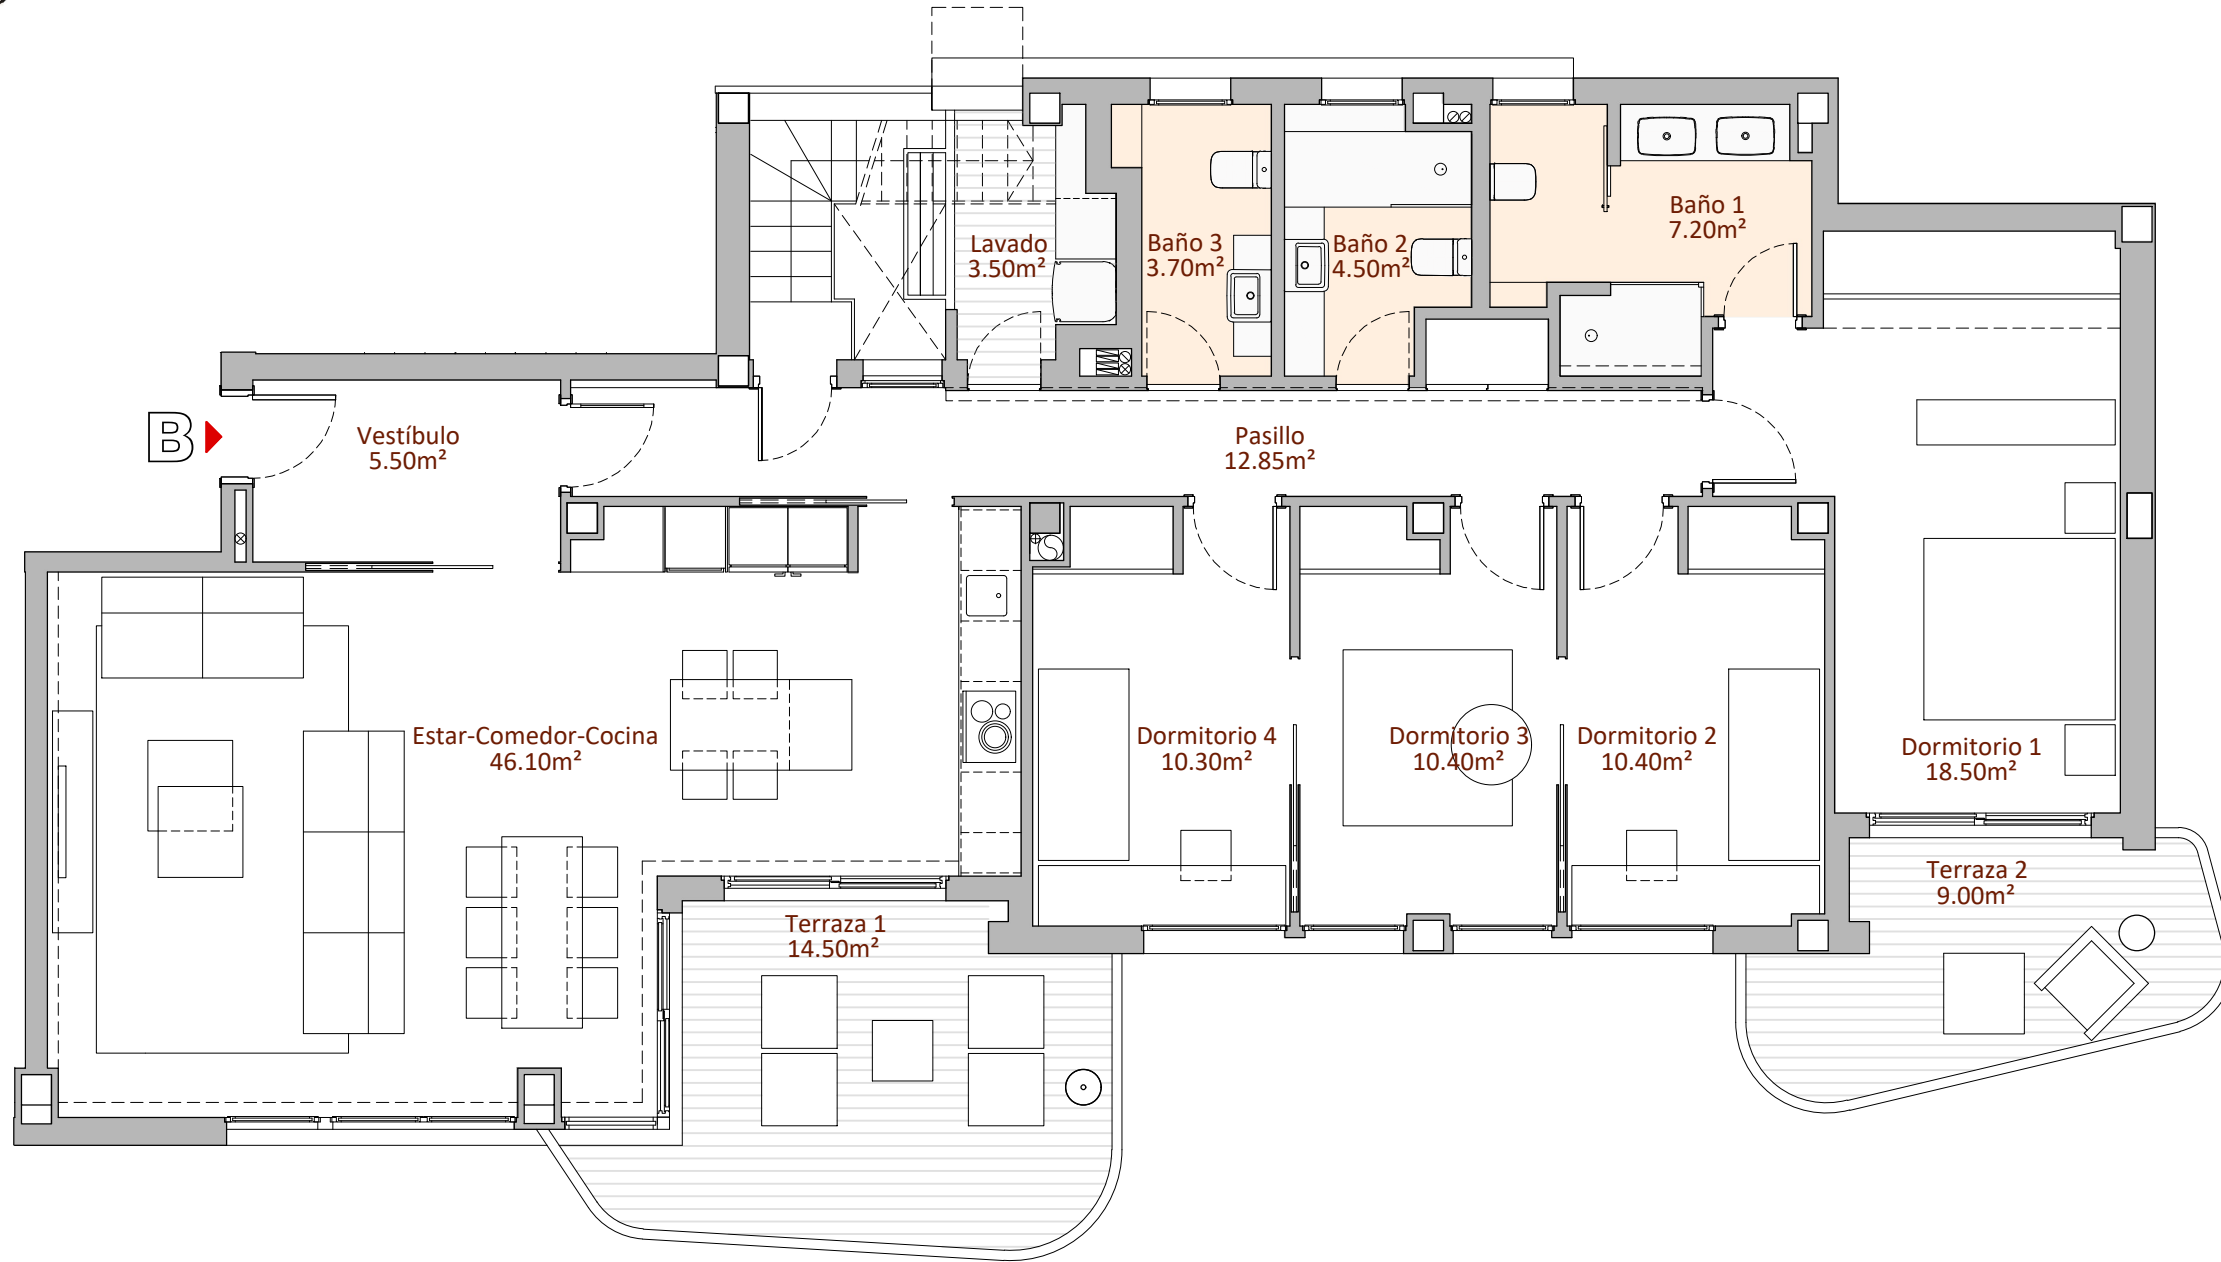 Baño 1
7.20m²
Lavado
3.50m²
Baño 3
3.70m²
Baño 2
4.50m²
B
Vestíbulo
5.50m²
Pasillo
12.85m²
Estar-Comedor-Cocina
46.10m²
Dormitorio 4
10.30m²
Dormitorio 3
10.40m²
Dormitorio 2
10.40m²
Dormitorio 1
18.50m²
Terraza 1
14.50m²
Terraza 2
9.00m²